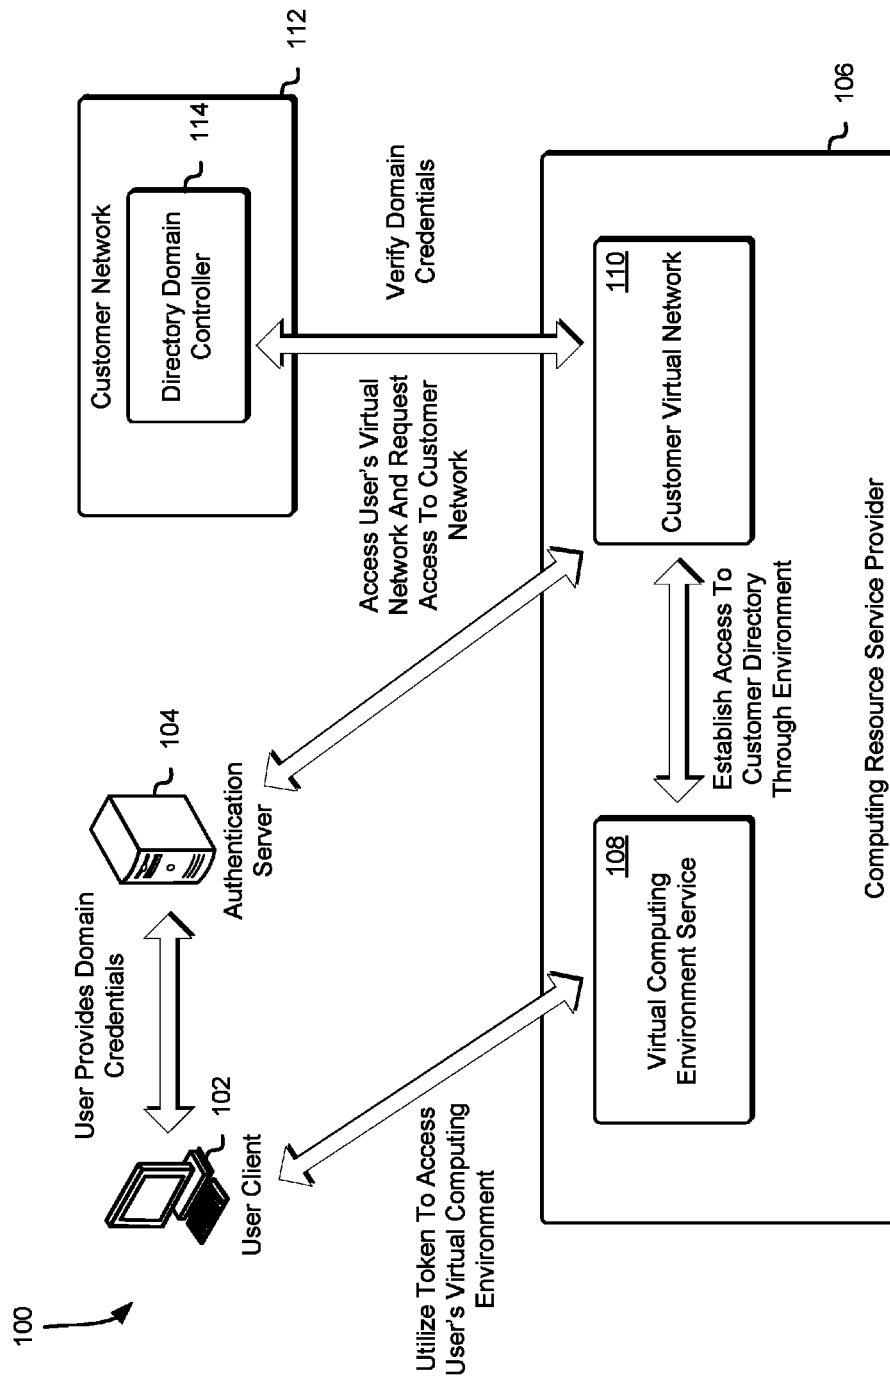 100
102
User Client
User Provides Domain
Credentials
104
Authentication
Server
Customer Network
Directory Domain
Controller
114
112
Access User's Virtual
Network And Request
Access To Customer
Network
Verify Domain
Credentials
Utilize Token To Access
User's Virtual Computing
Environment
106
108
Virtual Computing
Environment Service
Establish Access To
Customer Directory
Through Environment
110
Customer Virtual Network
Computing Resource Service Provider